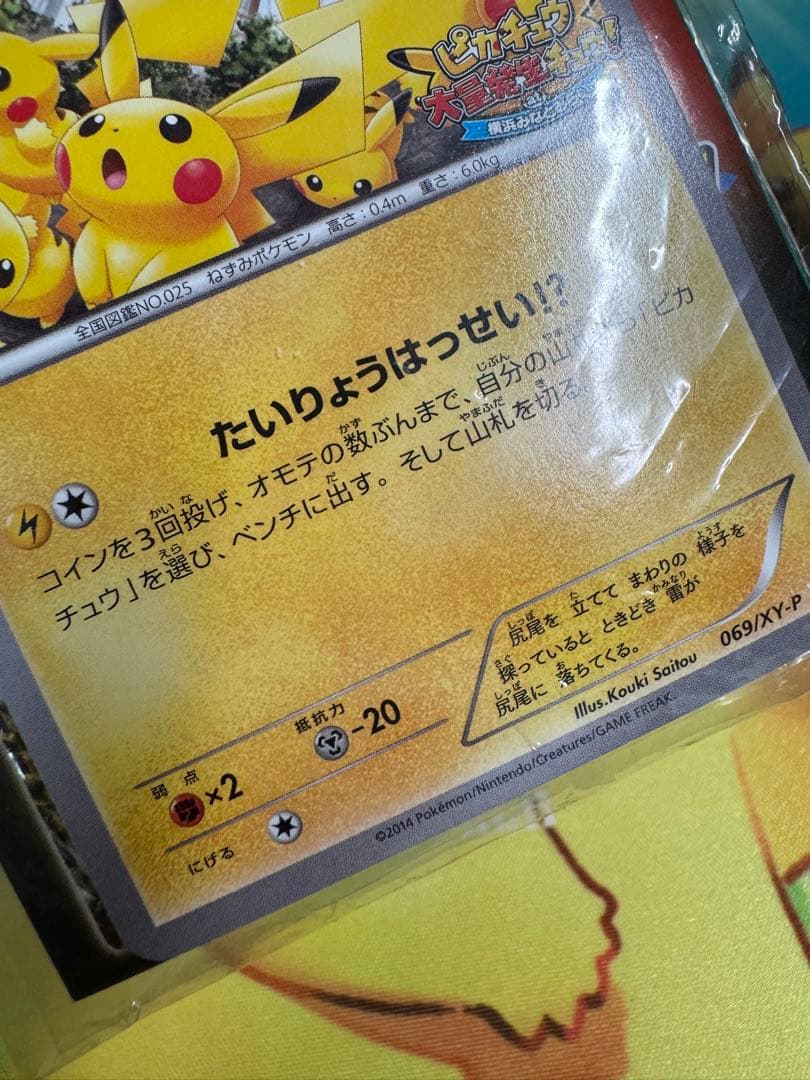 ピカチュウ
大量発生チュウ!
at
横浜みなと
全国図鑑NO.025 ねずみポケモン 高さ:0.4m 重さ:6.0kg
たいりょうはっせい!?
コインを3回投げ、オモテの数ぶんまで、自分の山札から「ピカ
チュウ」を選び、ベンチに出す。そして山札を切る。
尻尾を 立てて まわりの 様子を
探っていると ときどき 雷が
尻尾に 落ちてくる。
弱点
×2
抵抗力
-20
にげる
Illus.Kouki Saitou
069/XY-P
©2014 Pokémon/Nintendo/Creatures/GAME FREAK.